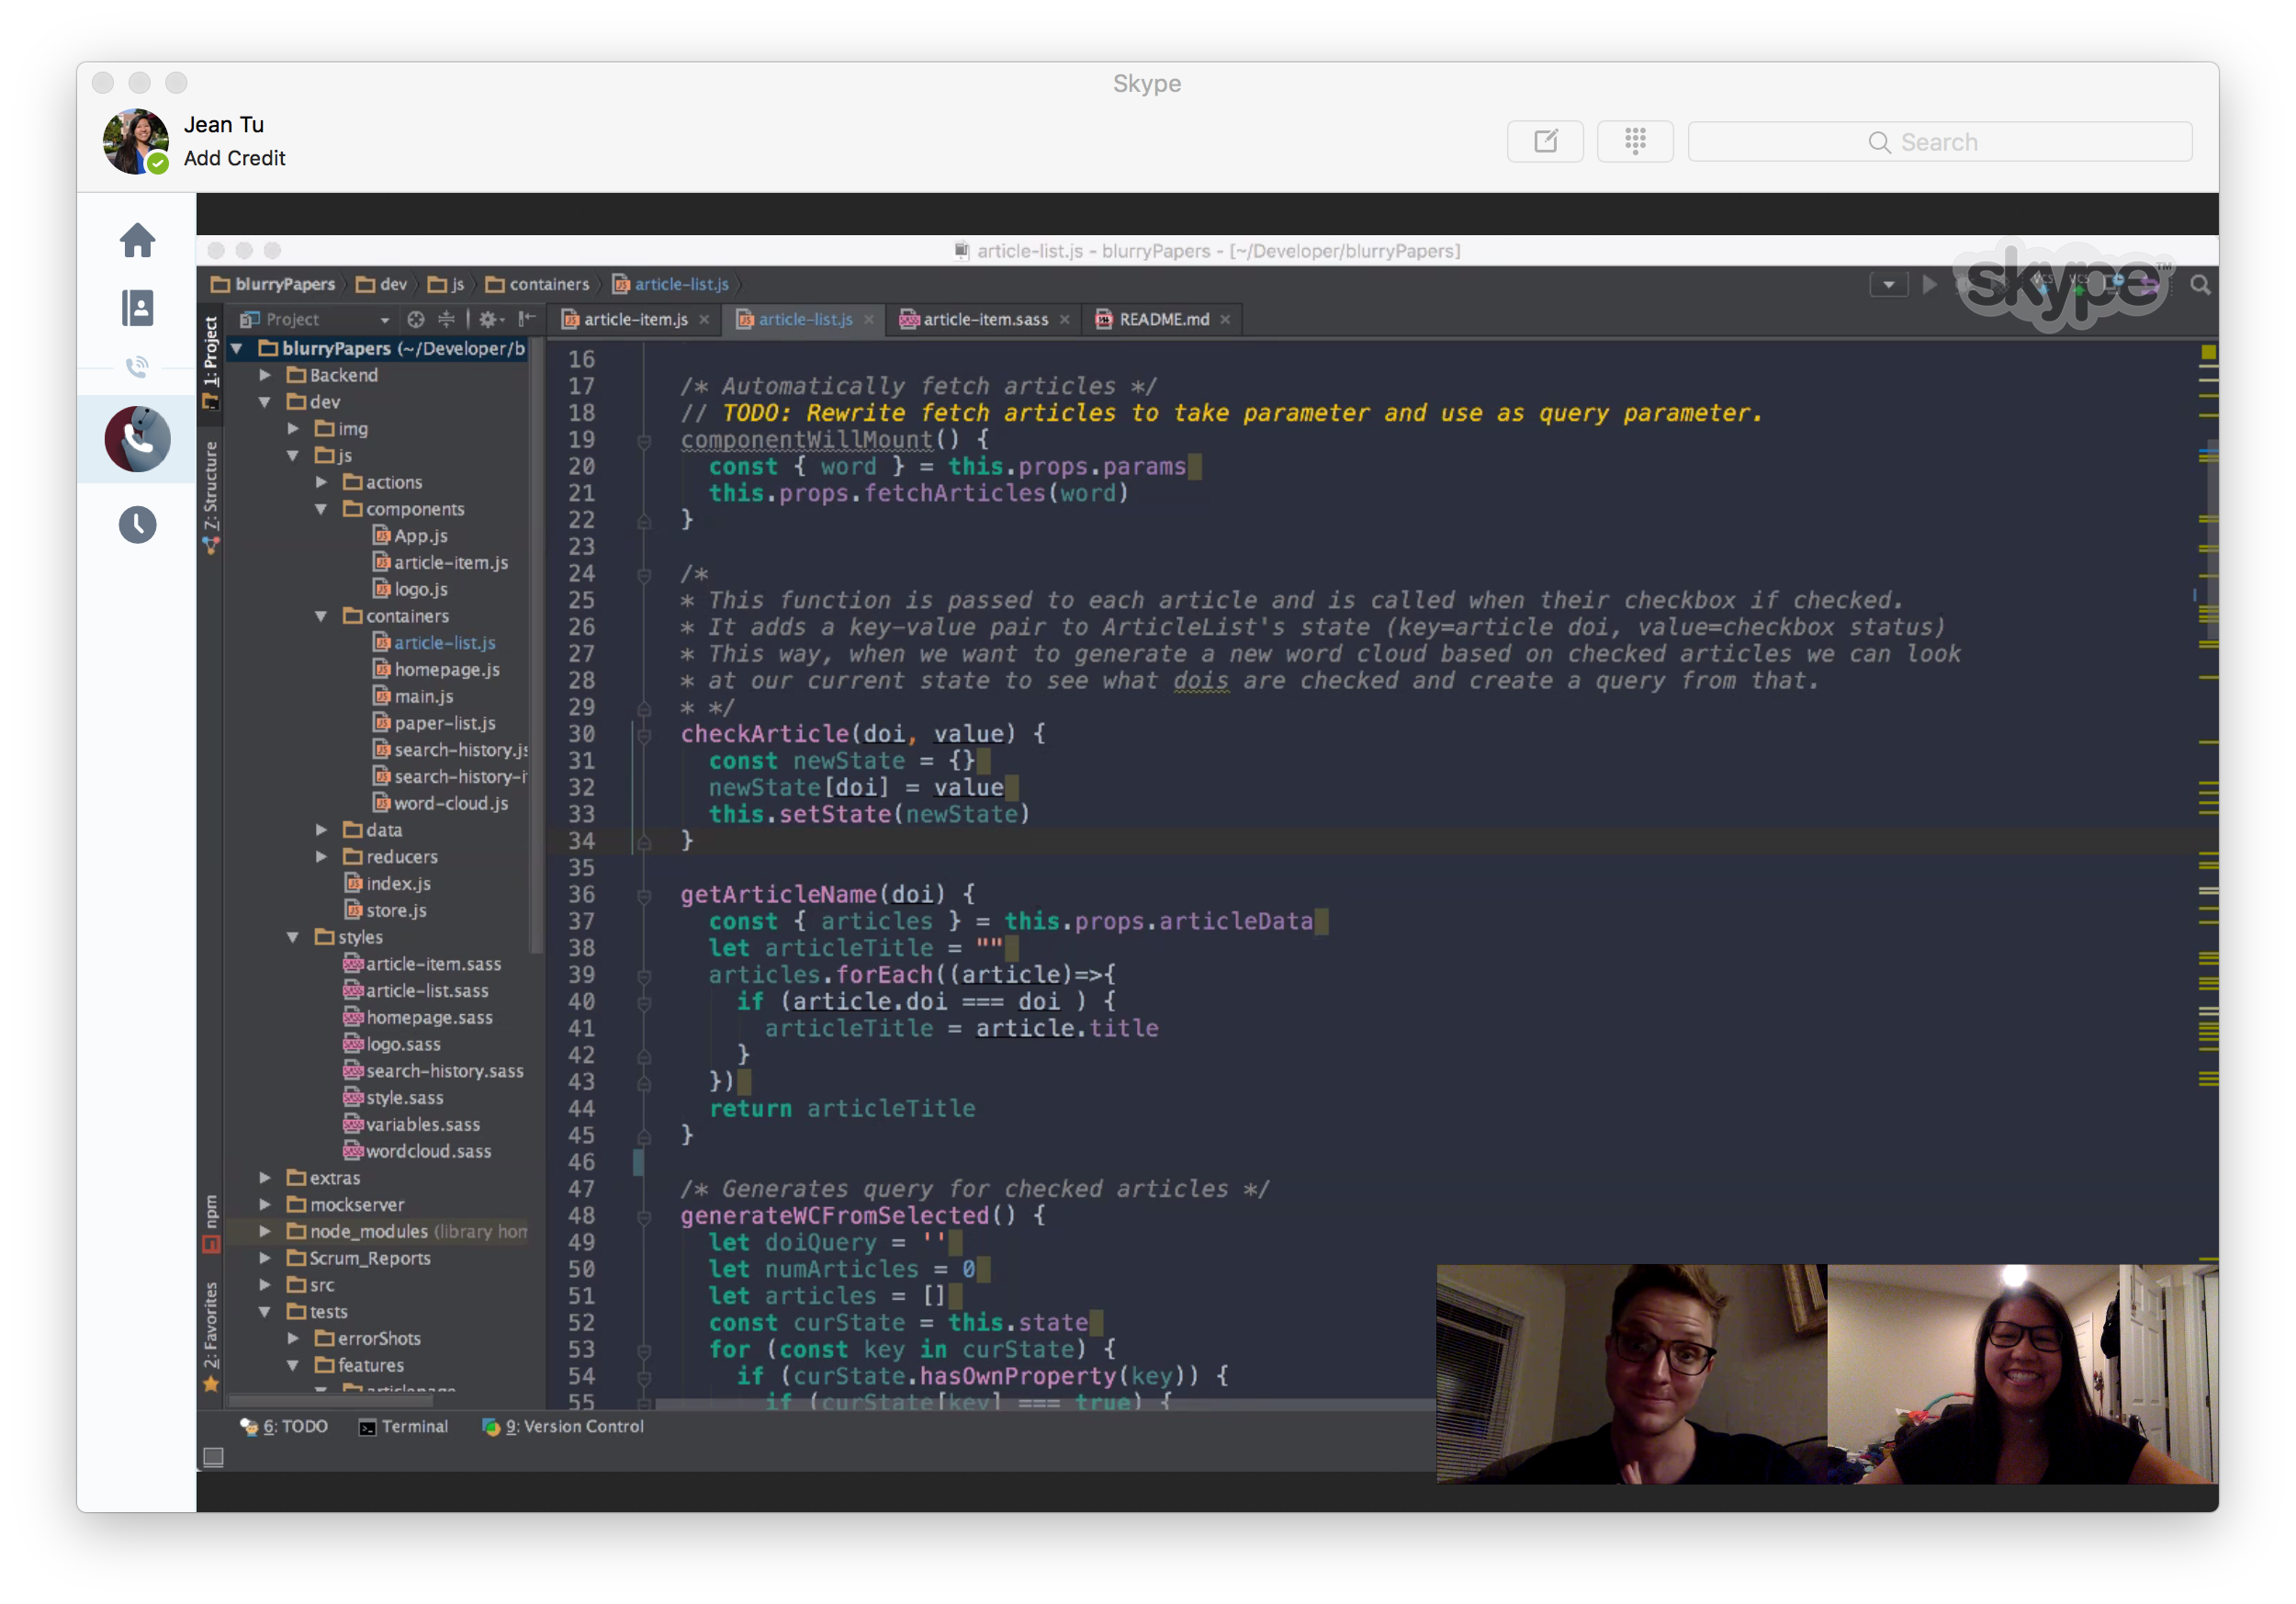 Skype
Jean Tu
Add Credit
Search
article-list.js - blurryPapers - [~/Developer/blurryPapers]
skype™
blurryPapers dev js containers article-list.js
VCS VCS
Project
article-item.js article-list.js article-item.sass README.md
1: Project
7: Structure
npm
2: Favorites
blurryPapers (~/Developer/b
Backend
dev
img
js
actions
components
App.js
article-item.js
logo.js
containers
article-list.js
homepage.js
main.js
paper-list.js
search-history.js
search-history-i
word-cloud.js
data
reducers
index.js
store.js
styles
article-item.sass
article-list.sass
homepage.sass
logo.sass
search-history.sass
style.sass
variables.sass
wordcloud.sass
extras
mockserver
node_modules (library hom
Scrum_Reports
src
tests
errorShots
features
articlepage
16
17 /* Automatically fetch articles */
18 // TODO: Rewrite fetch articles to take parameter and use as query parameter.
19 componentWillMount() {
20 const { word } = this.props.params
21 this.props.fetchArticles(word)
22 }
23
24 /*
25 * This function is passed to each article and is called when their checkbox if checked.
26 * It adds a key-value pair to ArticleList's state (key=article doi, value=checkbox status)
27 * This way, when we want to generate a new word cloud based on checked articles we can look
28 * at our current state to see what dois are checked and create a query from that.
29 * */
30 checkArticle(doi, value) {
31 const newState = {}
32 newState[doi] = value
33 this.setState(newState)
34 }
35
36 getArticleName(doi) {
37 const { articles } = this.props.articleData
38 let articleTitle = ""
39 articles.forEach((article)=>{
40 if (article.doi === doi ) {
41 articleTitle = article.title
42 }
43 })
44 return articleTitle
45 }
46
47 /* Generates query for checked articles */
48 generateWCFromSelected() {
49 let doiQuery = ''
50 let numArticles = 0
51 let articles = []
52 const curState = this.state
53 for (const key in curState) {
54 if (curState.hasOwnProperty(key)) {
55 if (curState[key] === true) {
6: TODO Terminal 9: Version Control